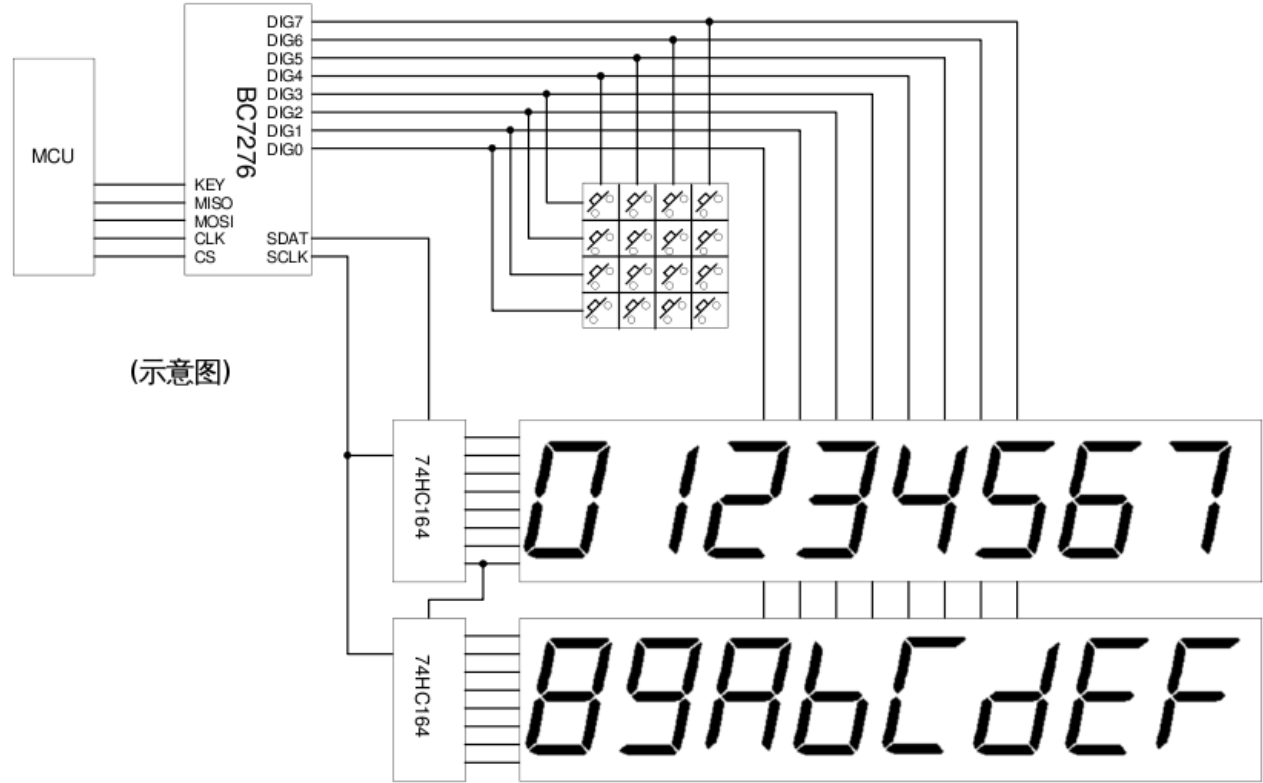 DIG7
DIG6
DIG5
DIG4
DIG3
DIG2
DIG1
DIG0
BC7276
MCU
KEY
MISO
MOSI
CLK
CS
SDAT
SCLK
(示意图)
74HC164
01234567
74HC164
89AbCdEF